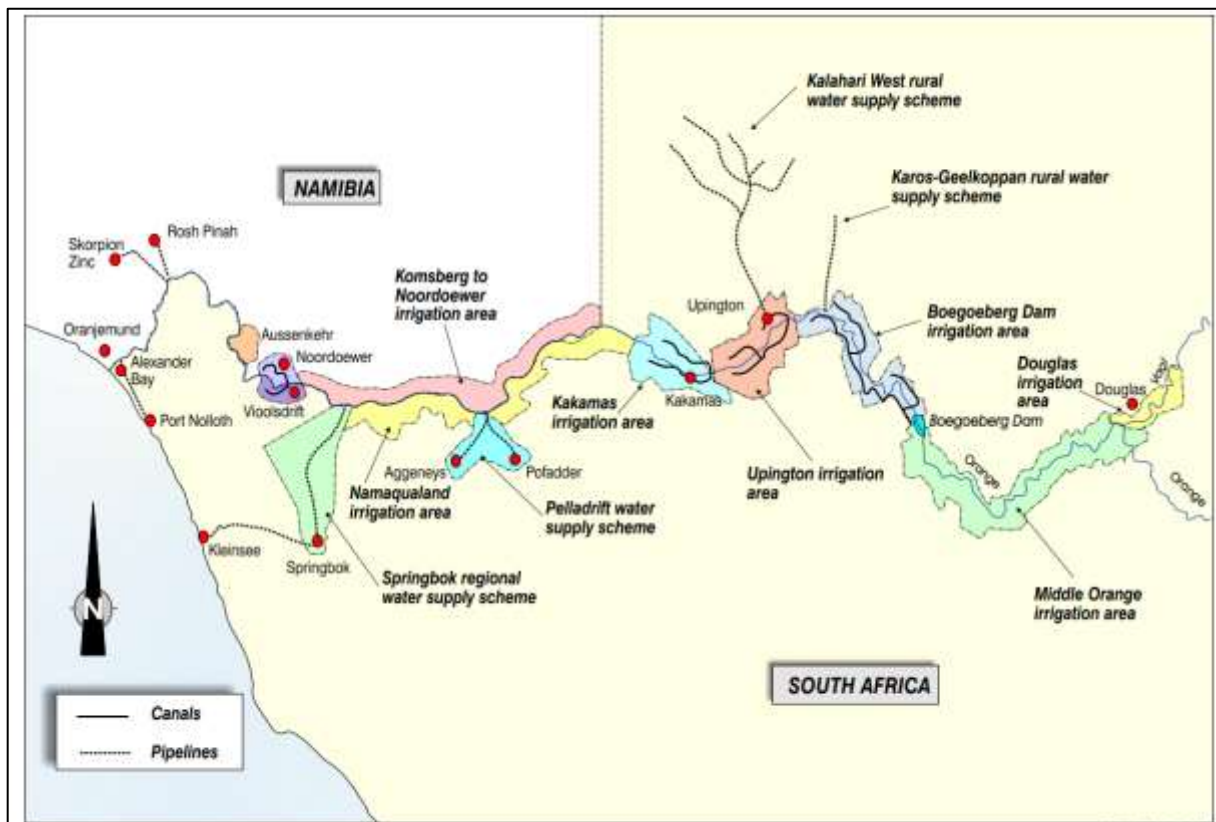 Kalahari West rural
water supply scheme
NAMIBIA
Karos-Geelkoppan rural water
supply scheme
Rosh Pinah
Skorpion
Zinc
Komsberg to
Noordoewer
irrigation area
Upington
Boegoeberg Dam
irrigation area
Oranjemund
Aussenkehr
Noordoewer
Alexander
Bay
Douglas
irrigation
area
Douglas
Vaal
Vioolsdrift
Kakamas
irrigation area
Kakamas
Port Nolloth
Boegoeberg Dam
Orange
Orange
Aggeneys
Pofadder
Upington irrigation
area
Namaqualand
irrigation area
Pelladrift water
supply scheme
Kleinsee
Springbok
Springbok regional
water supply scheme
Middle Orange
irrigation area
N
SOUTH AFRICA
Canals
Pipelines